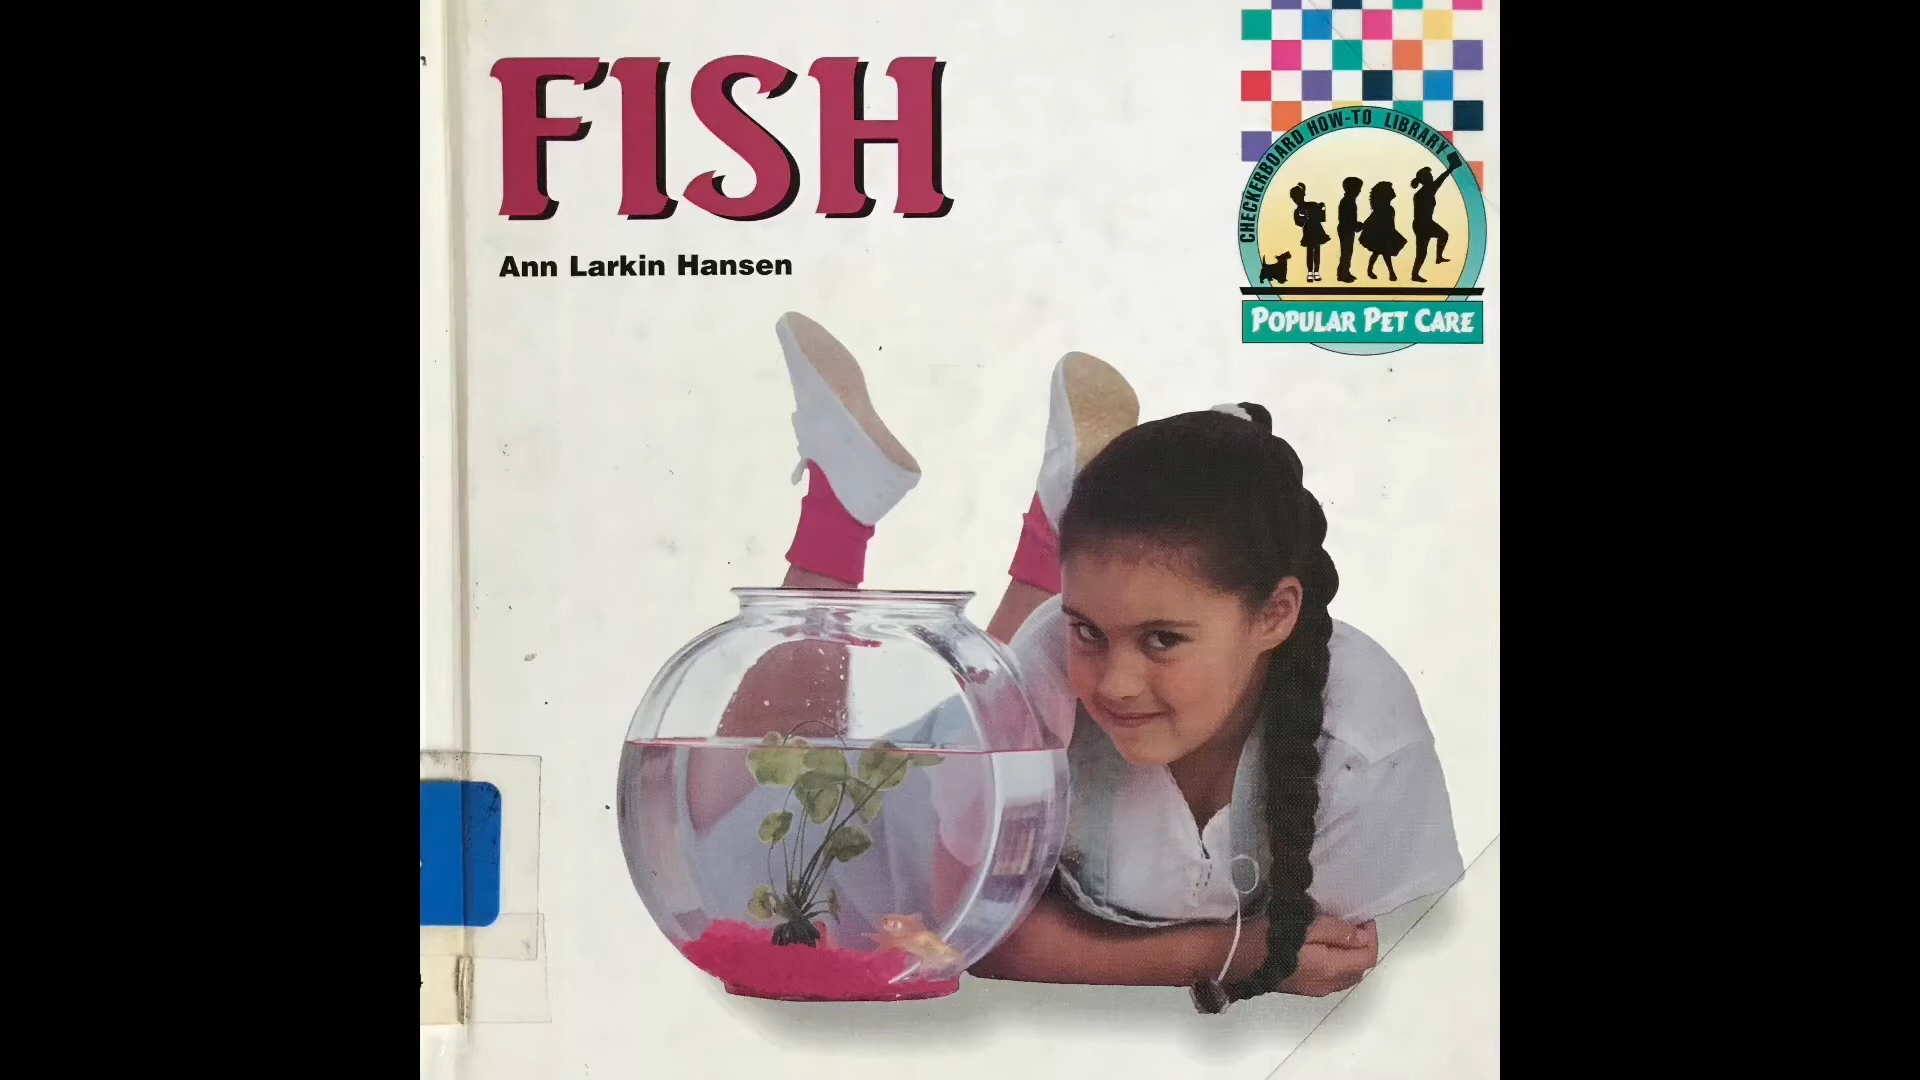 FISH
Ann Larkin Hansen
CHECKERBOARD HOW-TO LIBRARY
POPULAR PET CARE